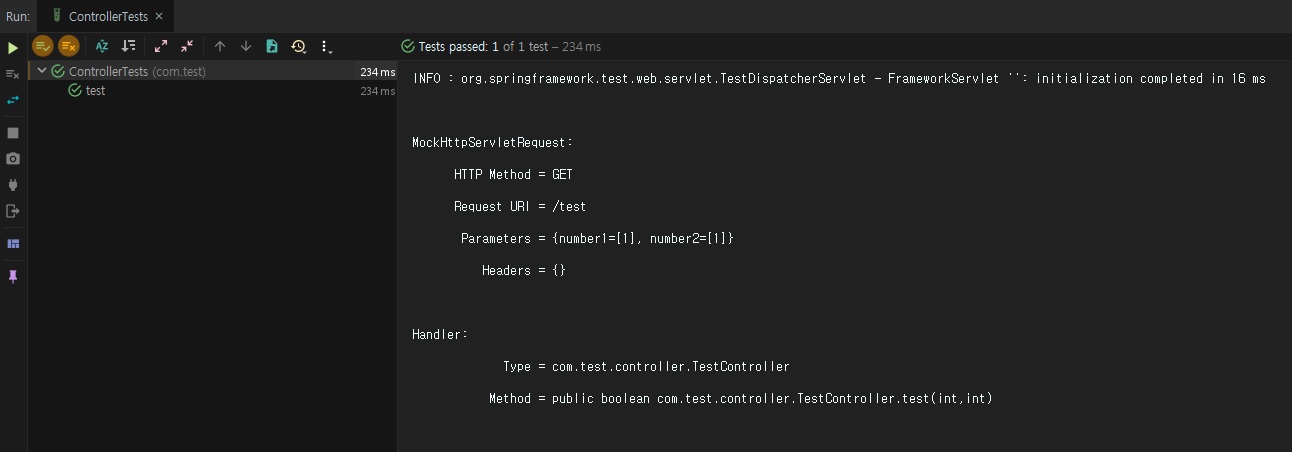 Run: ControllerTests ×
Tests passed: 1 of 1 test – 234 ms
ControllerTests (com.test) 234 ms
test 234 ms
INFO : org.springframework.test.web.servlet.TestDispatcherServlet - FrameworkServlet '': initialization completed in 16 ms
MockHttpServletRequest:
HTTP Method = GET
Request URI = /test
Parameters = {number1=[1], number2=[1]}
Headers = {}
Handler:
Type = com.test.controller.TestController
Method = public boolean com.test.controller.TestController.test(int,int)